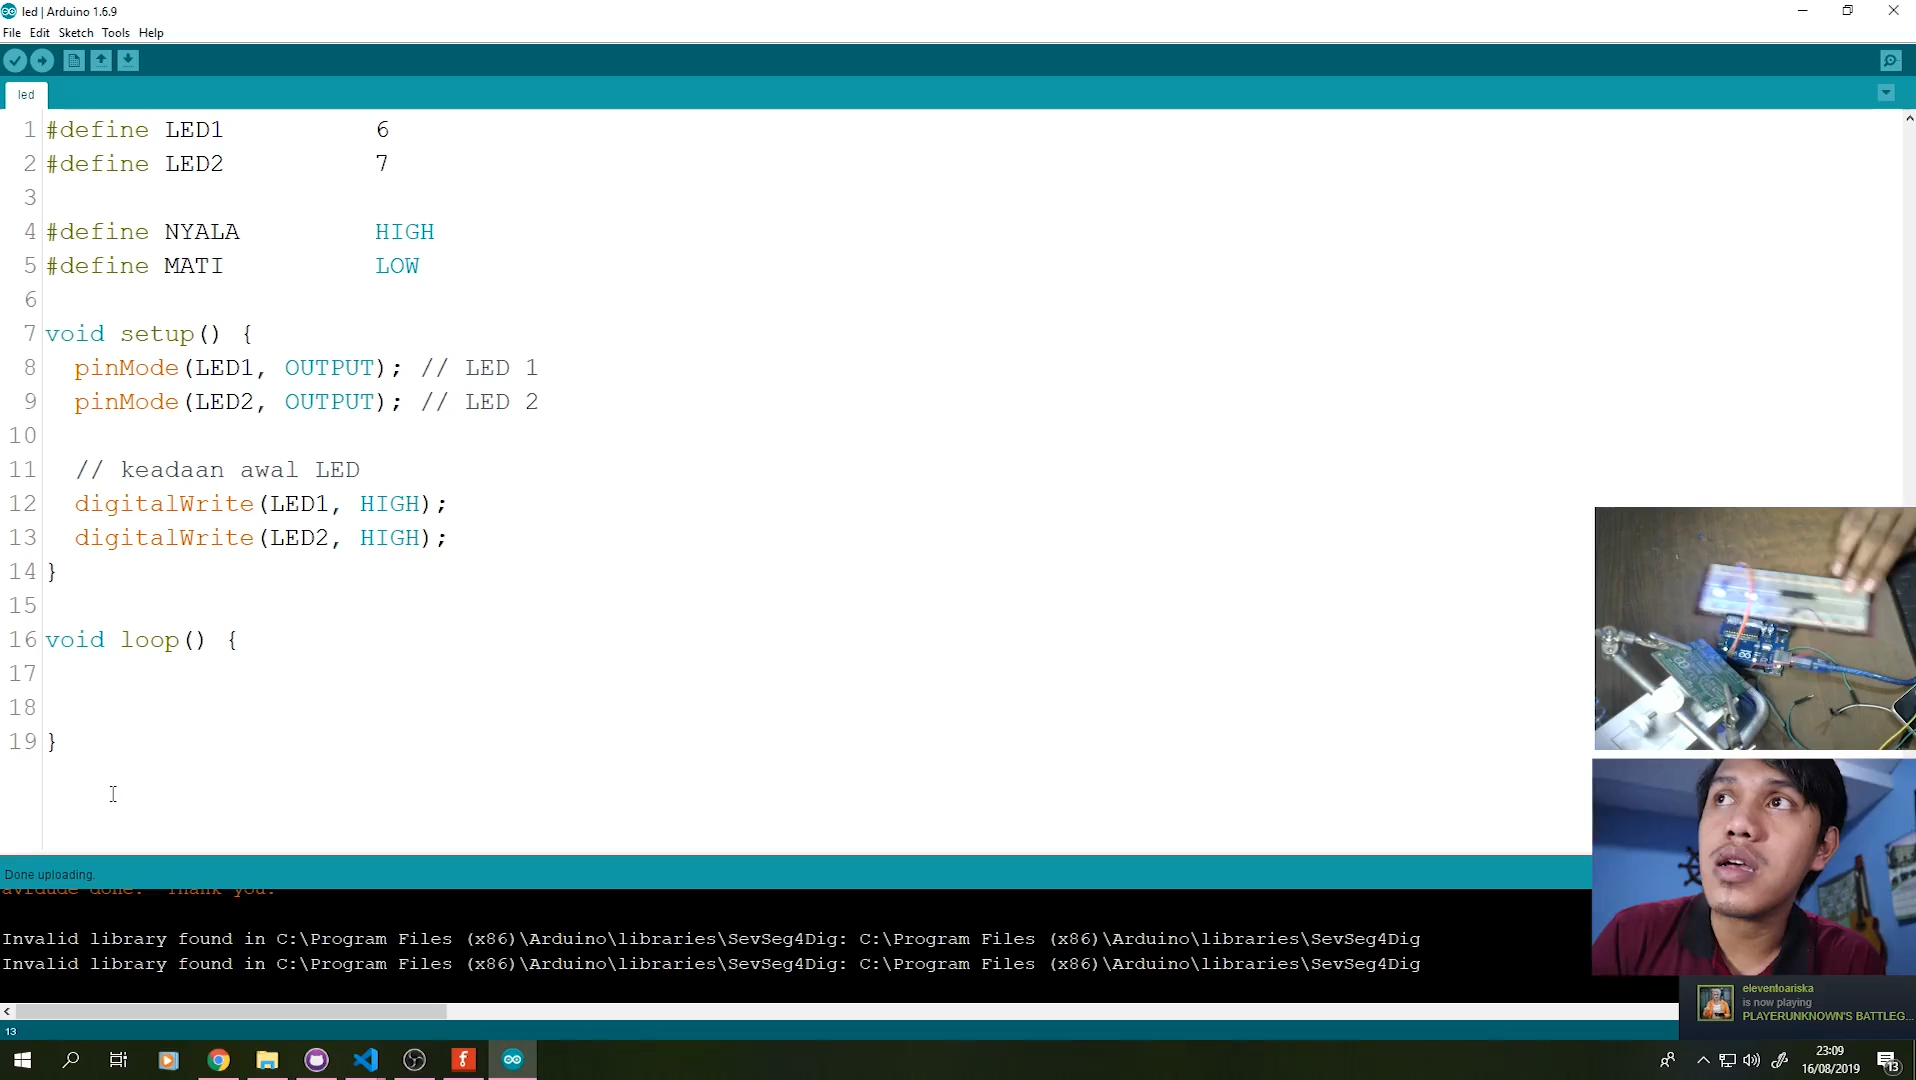 led | Arduino 1.6.9
File Edit Sketch Tools Help
led
1 #define LED1 6
2 #define LED2 7
3
4 #define NYALA HIGH
5 #define MATI LOW
6
7 void setup() {
8 pinMode(LED1, OUTPUT); // LED 1
9 pinMode(LED2, OUTPUT); // LED 2
10
11 // keadaan awal LED
12 digitalWrite(LED1, HIGH);
13 digitalWrite(LED2, HIGH);
14 }
15
16 void loop() {
17
18
19 }
Done uploading.
avrdude done. Thank you.
Invalid library found in C:\Program Files (x86)\Arduino\libraries\SevSeg4Dig: C:\Program Files (x86)\Arduino\libraries\SevSeg4Dig
Invalid library found in C:\Program Files (x86)\Arduino\libraries\SevSeg4Dig: C:\Program Files (x86)\Arduino\libraries\SevSeg4Dig
eleventoariska
is now playing
PLAYERUNKNOWN'S BATTLEG...
13
23:09
16/08/2019
13